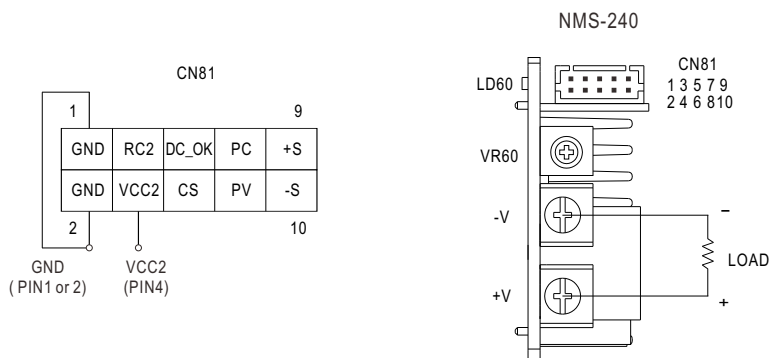 NMS-240
CN81
1 9
GND RC2 DC_OK PC +S
GND VCC2 CS PV -S
2 10
GND
( PIN1 or 2)
VCC2
(PIN4)
LD60
CN81
1 3 5 7 9
2 4 6 8 10
VR60
-V
–
LOAD
+V
+